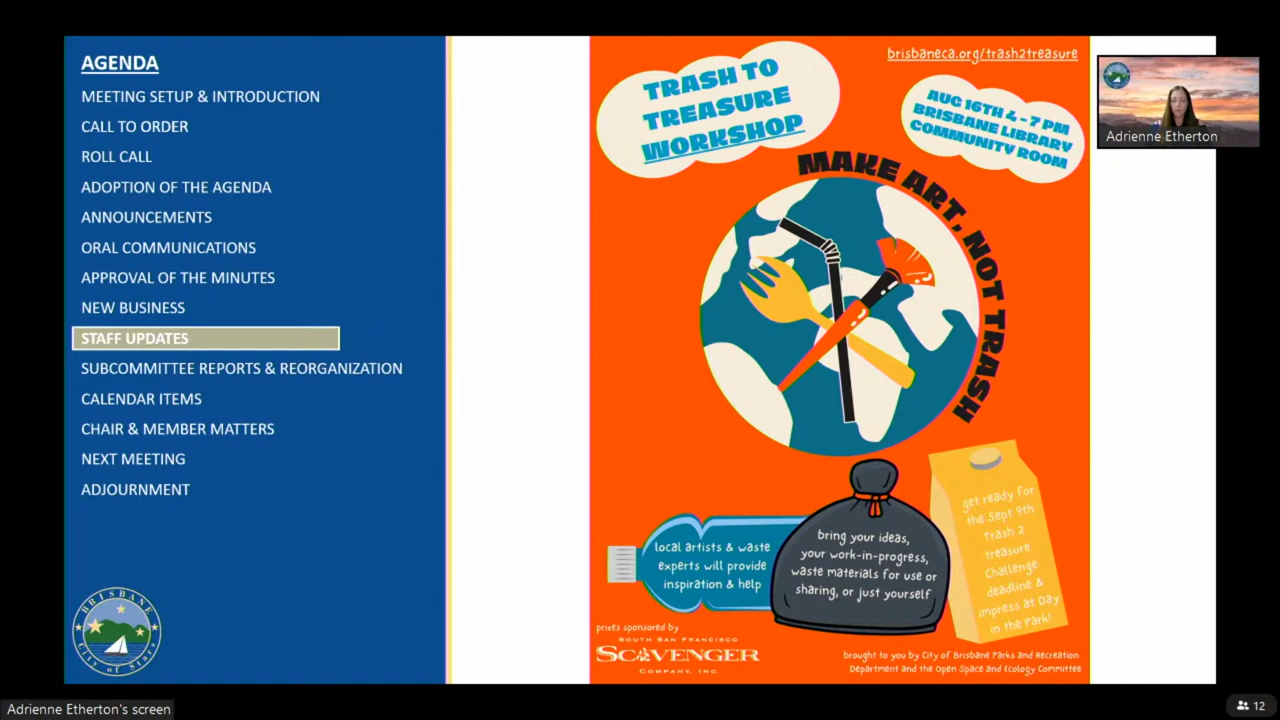 AGENDA
MEETING SETUP & INTRODUCTION
CALL TO ORDER
ROLL CALL
ADOPTION OF THE AGENDA
ANNOUNCEMENTS
ORAL COMMUNICATIONS
APPROVAL OF THE MINUTES
NEW BUSINESS
STAFF UPDATES
SUBCOMMITTEE REPORTS & REORGANIZATION
CALENDAR ITEMS
CHAIR & MEMBER MATTERS
NEXT MEETING
ADJOURNMENT
BRISBANE
City of Stars
brisbaneca.org/trash2treasure
TRASH TO
TREASURE
WORKSHOP
AUG 16TH 4 - 7 PM
BRISBANE LIBRARY
COMMUNITY ROOM
MAKE ART, NOT TRASH
local artists & waste
experts will provide
inspiration & help
bring your ideas,
your work-in-progress,
waste materials for use or
sharing, or just yourself
get ready for
the Sept 9th
Trash 2
Treasure
Challenge
deadline &
impress at Day
in the Park!
prizes sponsored by
SOUTH SAN FRANCISCO
SCAVENGER
COMPANY, INC.
brought to you by City of Brisbane Parks and Recreation
Department and the Open Space and Ecology Committee
Adrienne Etherton
Adrienne Etherton's screen
12